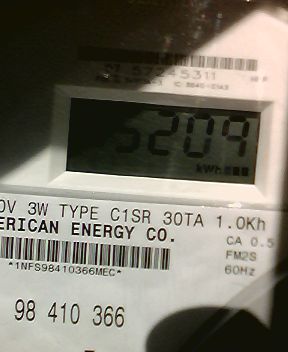 5209
kWh
0V 3W TYPE C1SR 30TA 1.0Kh
ERICAN ENERGY CO.
CA 0.5
FM2S
60Hz
*1NFS98410366MEC*
98 410 366